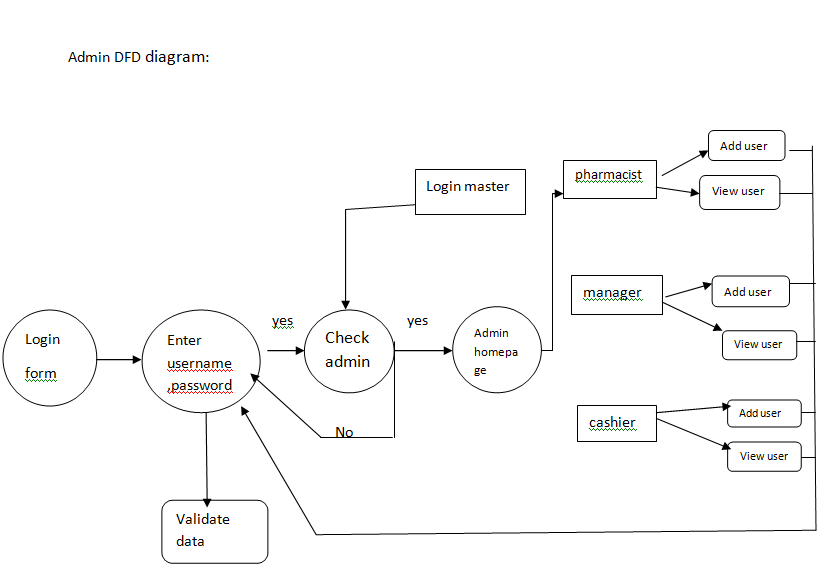 Admin DFD diagram:
Add user
pharmacist
Login master
View user
manager
Add user
yes
yes
Login
form
Enter
username
,password
Check
admin
Admin
homepa
ge
View user
cashier
Add user
No
View user
Validate
data